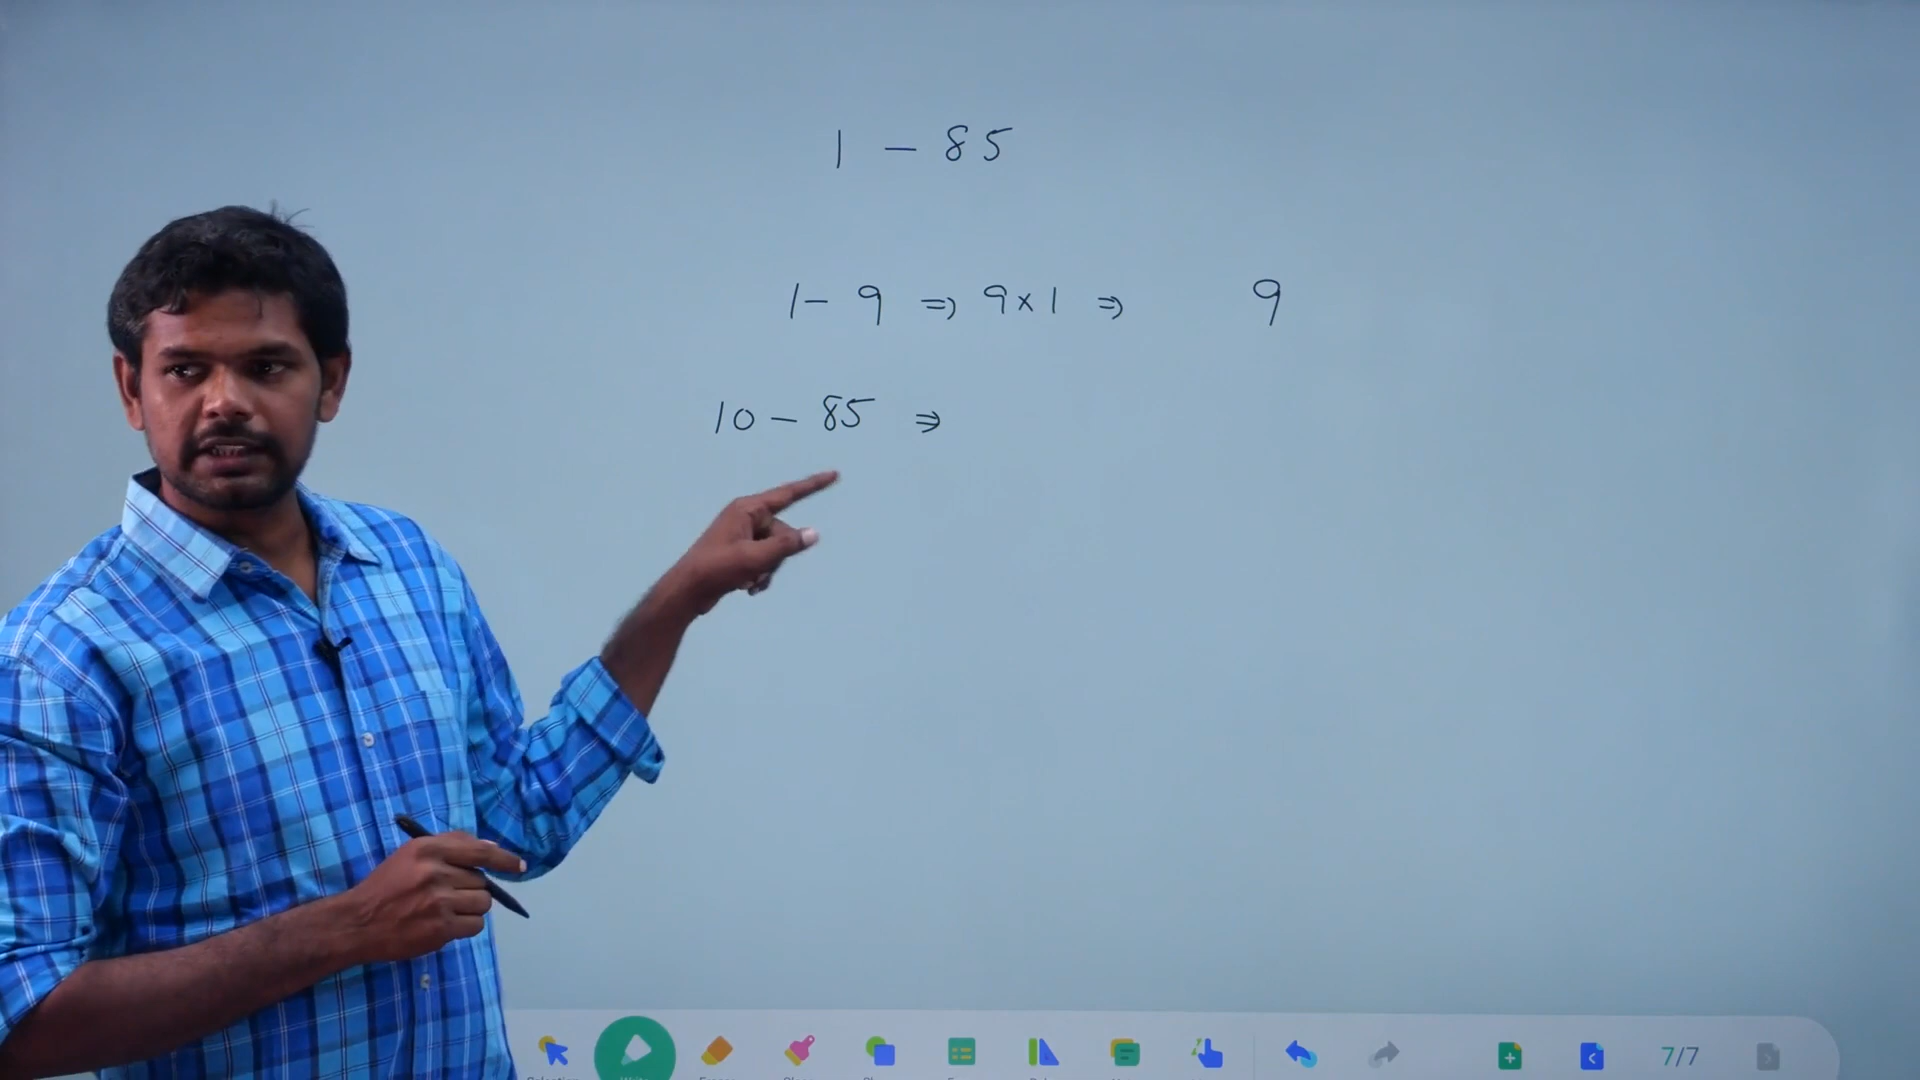 1 - 85
1 - 9 ⇒ 9 x 1 ⇒ 9
10 - 85 ⇒
7/7